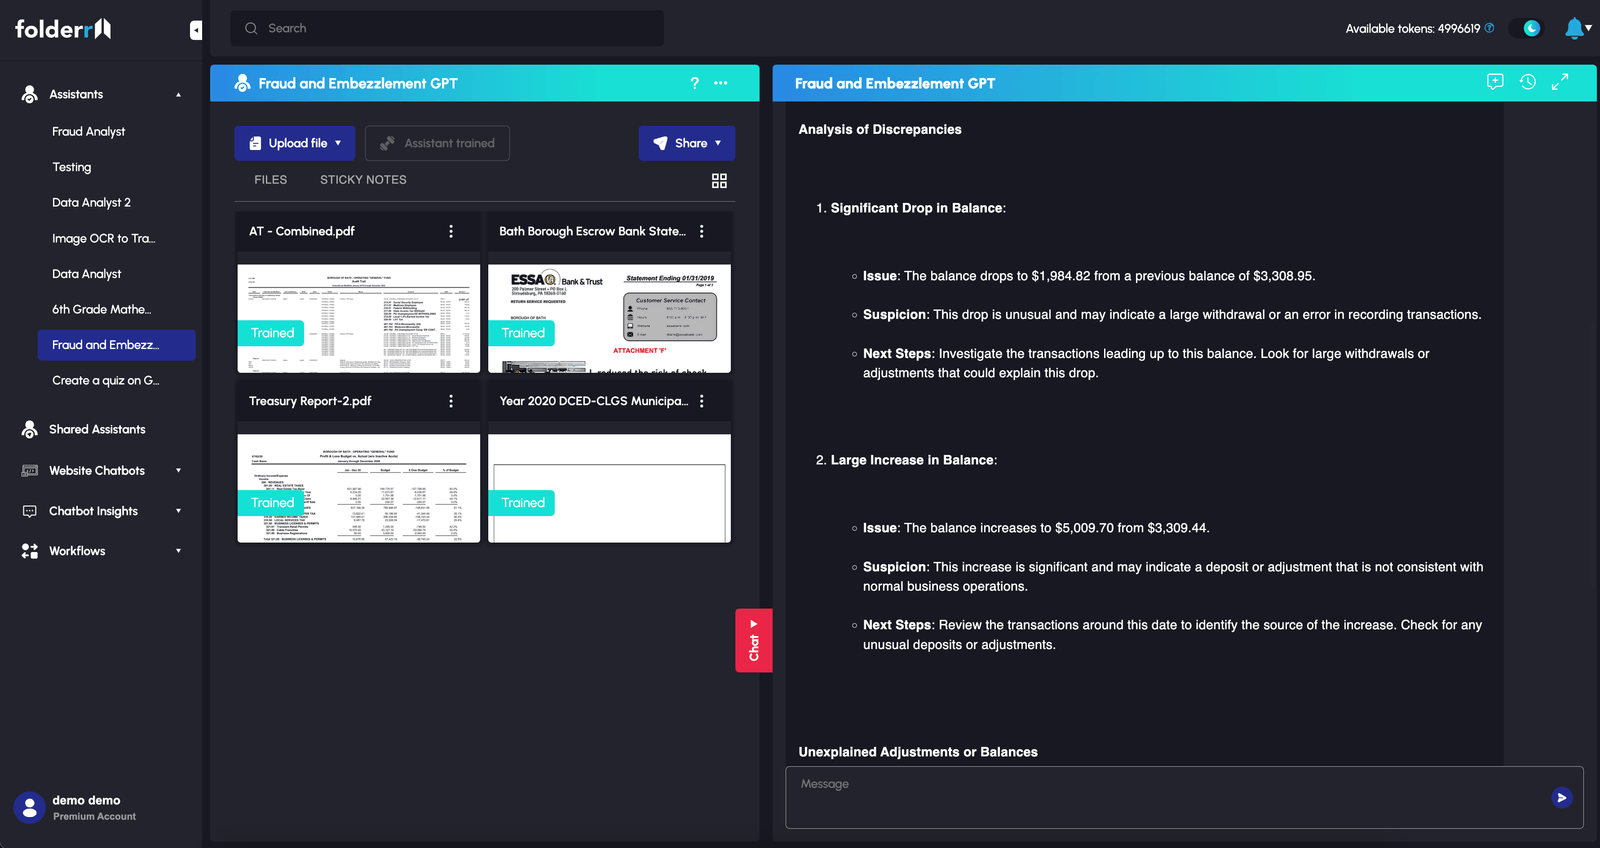 folderr
Search
Available tokens: 4996619
Assistants
Fraud Analyst
Testing
Data Analyst 2
Image OCR to Tra...
Data Analyst
6th Grade Mathe...
Fraud and Embezz...
Create a quiz on G...
Shared Assistants
Website Chatbots
Chatbot Insights
Workflows
demo demo
Premium Account
Fraud and Embezzlement GPT
?
Upload file
Assistant trained
Share
FILES
STICKY NOTES
AT - Combined.pdf
Trained
Bath Borough Escrow Bank State...
ESSA Bank & Trust
Statement Ending 01/31/2019
RETURN SERVICE REQUESTED
Customer Service Contact
BOROUGH OF BATH
ATTACHMENT 'F'
Trained
Treasury Report-2.pdf
Trained
Year 2020 DCED-CLGS Municipa...
Trained
Chat
Fraud and Embezzlement GPT
Analysis of Discrepancies
1. Significant Drop in Balance:
Issue: The balance drops to $1,984.82 from a previous balance of $3,308.95.
Suspicion: This drop is unusual and may indicate a large withdrawal or an error in recording transactions.
Next Steps: Investigate the transactions leading up to this balance. Look for large withdrawals or
adjustments that could explain this drop.
2. Large Increase in Balance:
Issue: The balance increases to $5,009.70 from $3,309.44.
Suspicion: This increase is significant and may indicate a deposit or adjustment that is not consistent with
normal business operations.
Next Steps: Review the transactions around this date to identify the source of the increase. Check for any
unusual deposits or adjustments.
Unexplained Adjustments or Balances
Message